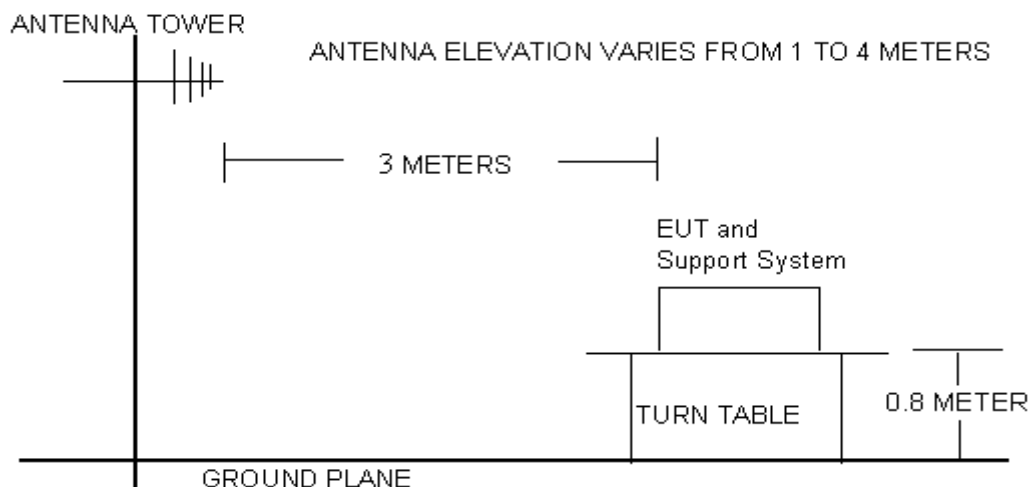 ANTENNA TOWER
ANTENNA ELEVATION VARIES FROM 1 TO 4 METERS
3 METERS
EUT and
Support System
TURN TABLE
0.8 METER
GROUND PLANE